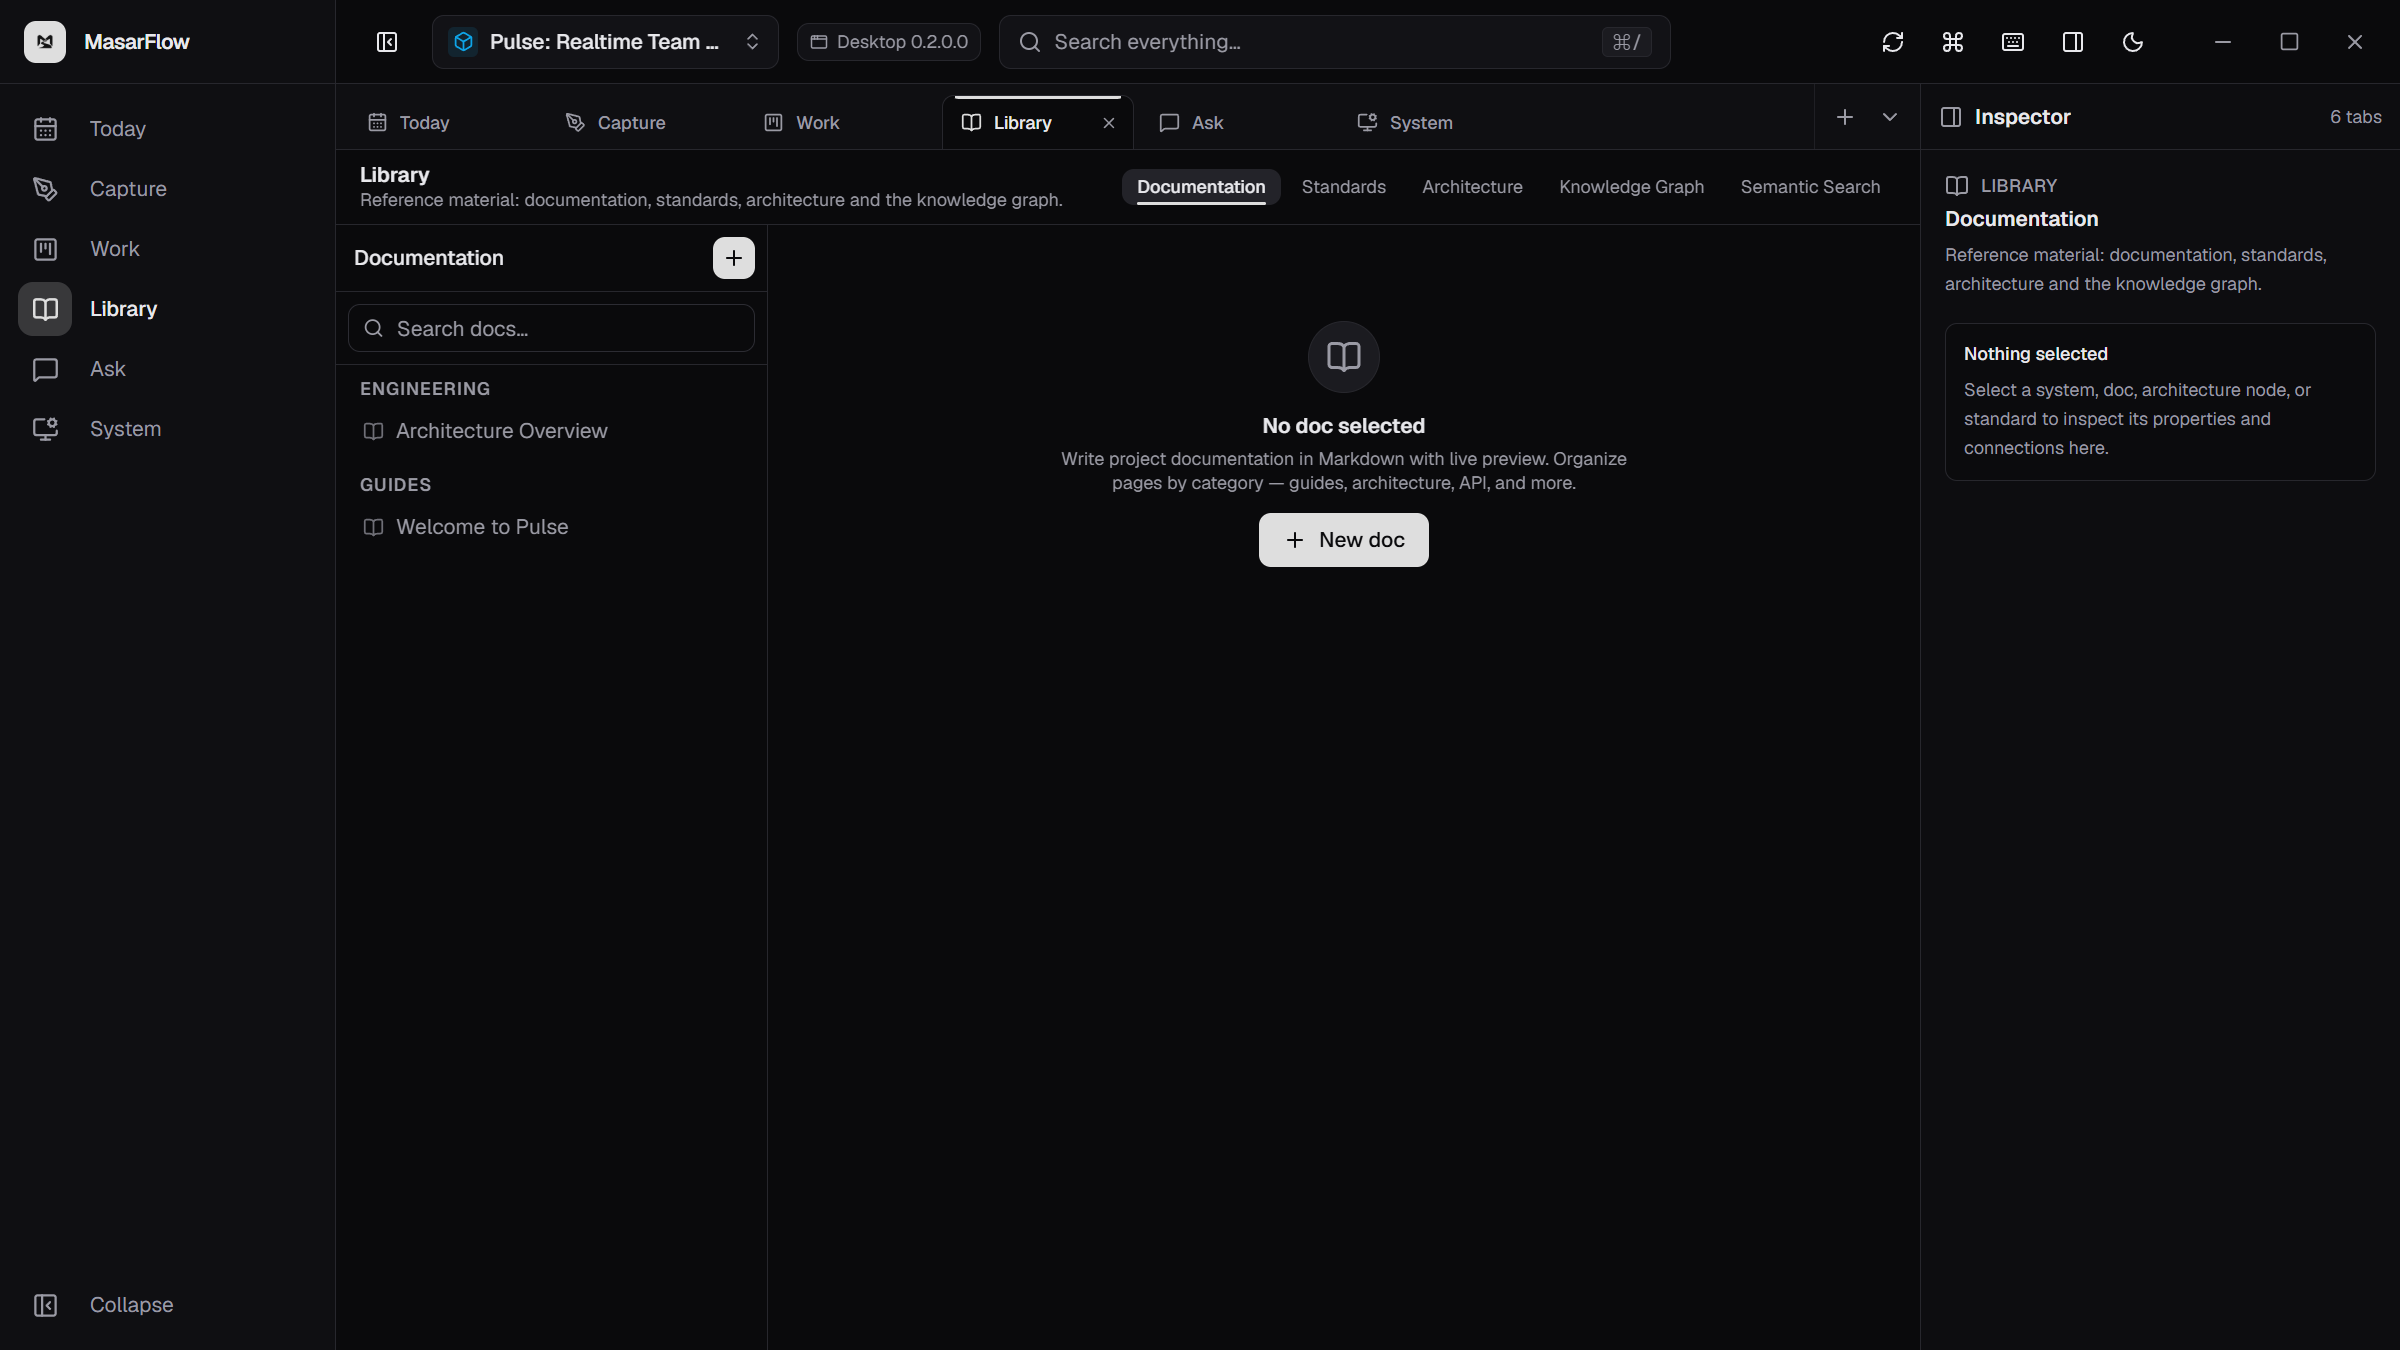 MasarFlow
Pulse: Realtime Team ...
Desktop 0.2.0.0
Search everything...
⌘/
Today
Capture
Work
Library
Ask
System
Collapse
Today
Capture
Work
Library
Ask
System
Library
Reference material: documentation, standards, architecture and the knowledge graph.
Documentation
Standards
Architecture
Knowledge Graph
Semantic Search
Documentation
Search docs...
ENGINEERING
Architecture Overview
GUIDES
Welcome to Pulse
No doc selected
Write project documentation in Markdown with live preview. Organize
pages by category — guides, architecture, API, and more.
New doc
Inspector
6 tabs
LIBRARY
Documentation
Reference material: documentation, standards,
architecture and the knowledge graph.
Nothing selected
Select a system, doc, architecture node, or
standard to inspect its properties and
connections here.